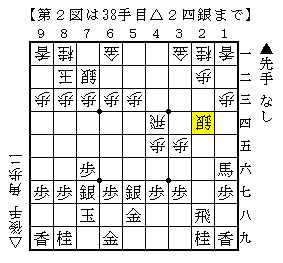 【第２図は38手目△２四銀まで】
９ ８ ７ ６ ５ ４ ３ ２ １
香 桂 金 金 桂 香 一
玉 銀 歩 二
歩 歩 歩 歩 歩 歩 三
飛 銀 四
歩 歩 五
歩 馬 六
歩 歩 銀 歩 銀 歩 歩 歩 七
玉 金 飛 八
香 桂 金 桂 香 九
▲先手 なし
△後手 角歩二